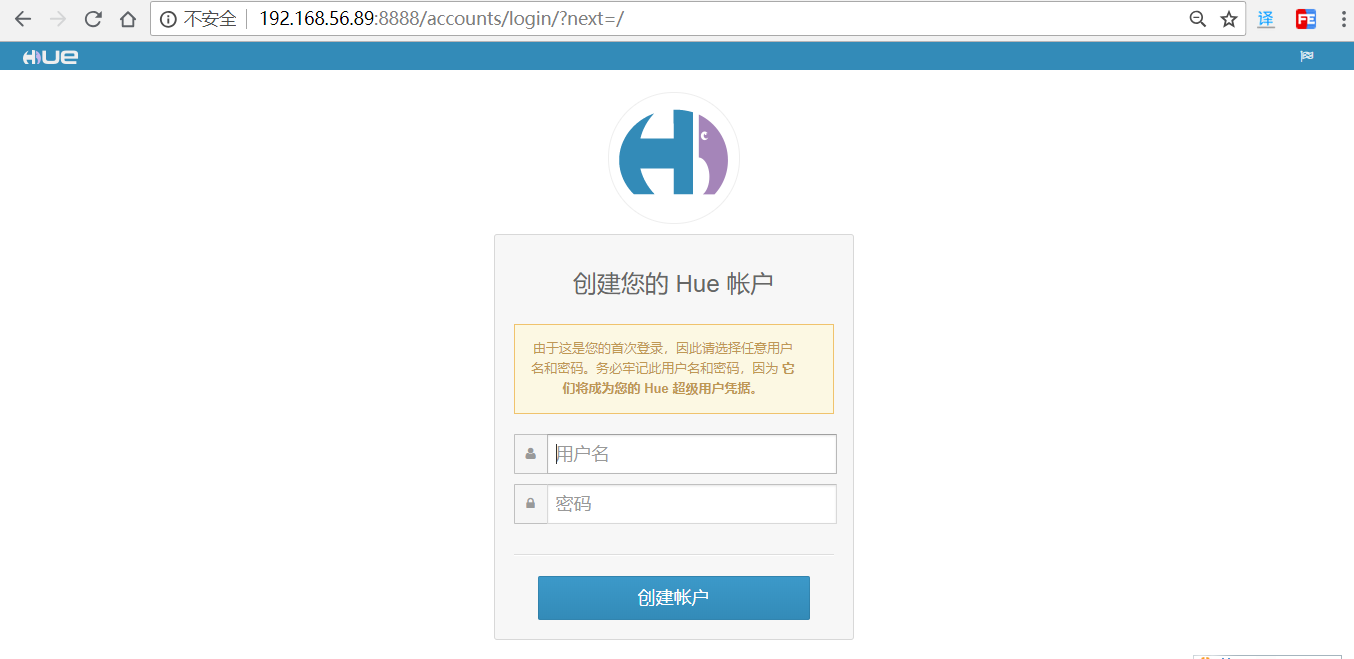 不安全 192.168.56.89:8888/accounts/login/?next=/
译 FE
HUE
创建您的 Hue 帐户
由于这是您的首次登录，因此请选择任意用户
名和密码。务必牢记此用户名和密码，因为 它
们将成为您的 Hue 超级用户凭据。
用户名
密码
创建帐户